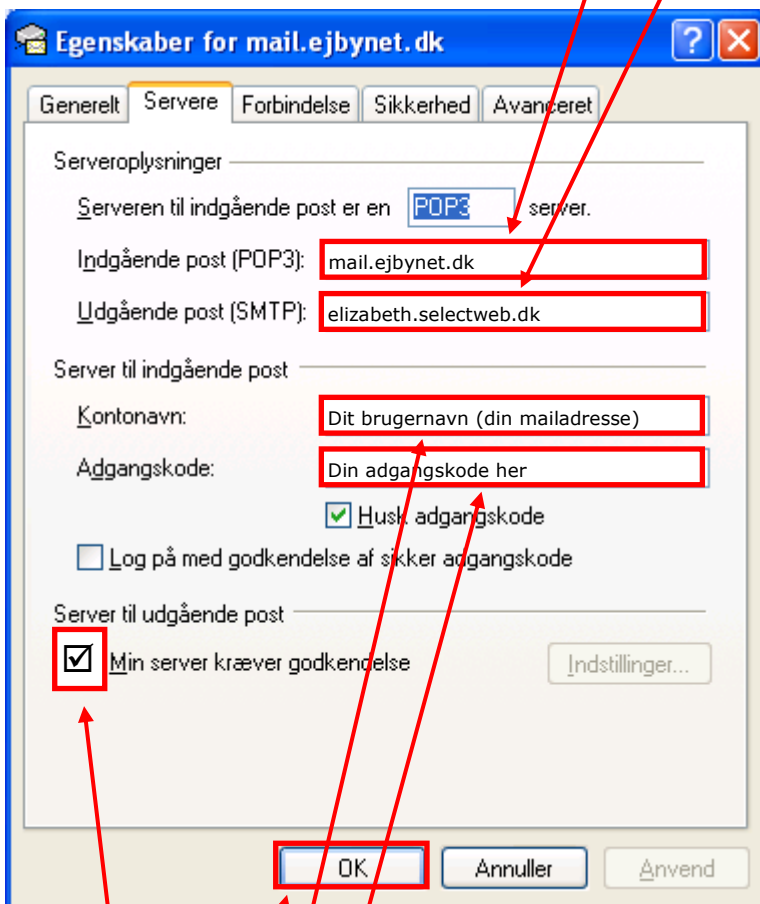 Egenskaber for mail.ejbynet.dk
Generelt Servere Forbindelse Sikkerhed Avanceret
Serveroplysninger
Serveren til indgående post er en POP3 server.
Indgående post (POP3): mail.ejbynet.dk
Udgående post (SMTP): elizabeth.selectweb.dk
Server til indgående post
Kontonavn: Dit brugernavn (din mailadresse)
Adgangskode: Din adgangskode her
Husk adgangskode
Log på med godkendelse af sikker adgangskode
Server til udgående post
Min server kræver godkendelse Indstillinger...
OK Annuller Anvend